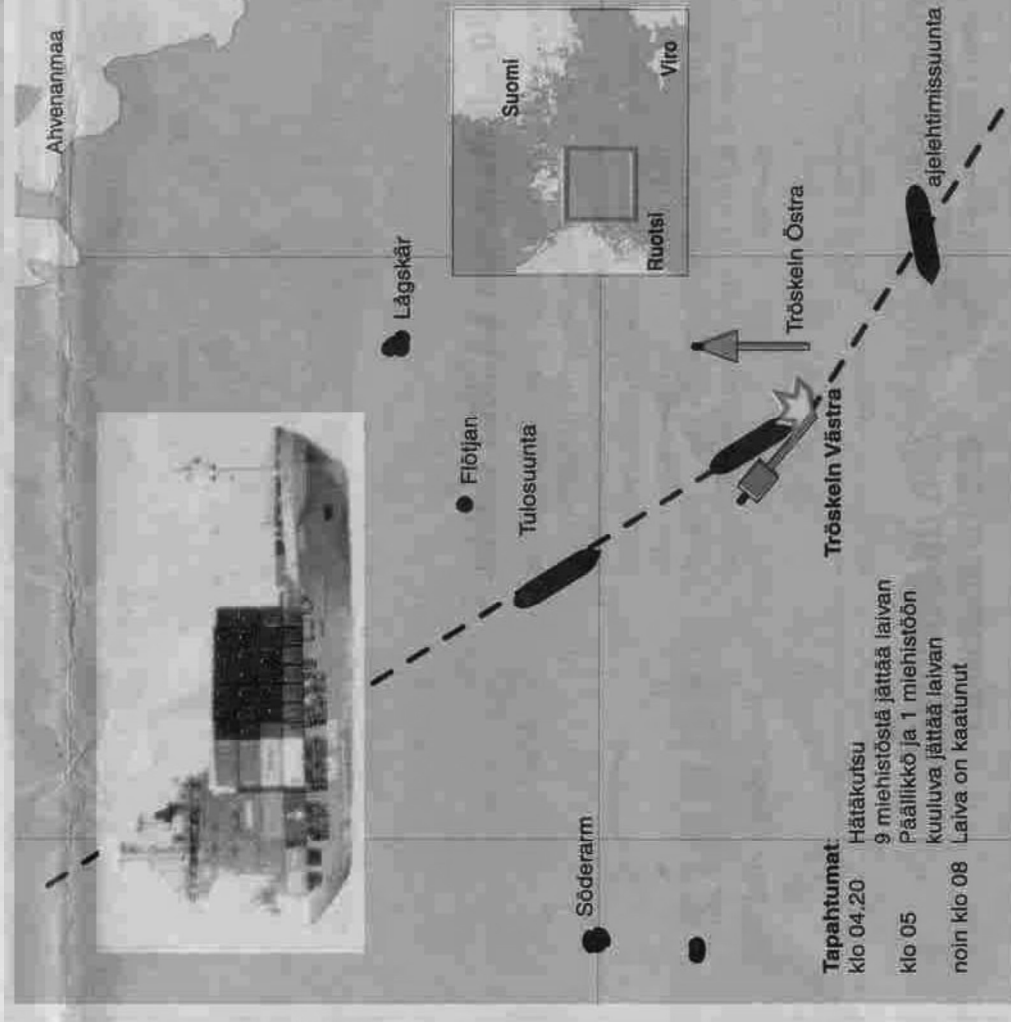 Ahvenanmaa
Lågskär
Flötjan
Suomi
Tulosuunta
Söderarm
Ruotsi
Viro
Tröskeln Östra
Tröskeln Västra
ajelehtimissuunta
Tapahtumat:
klo 04.20 Hätäkutsu
9 miehistöstä jättää laivan
klo 05 Päällikkö ja 1 miehistöön
kuuluva jättää laivan
noin klo 08 Laiva on kaatunut